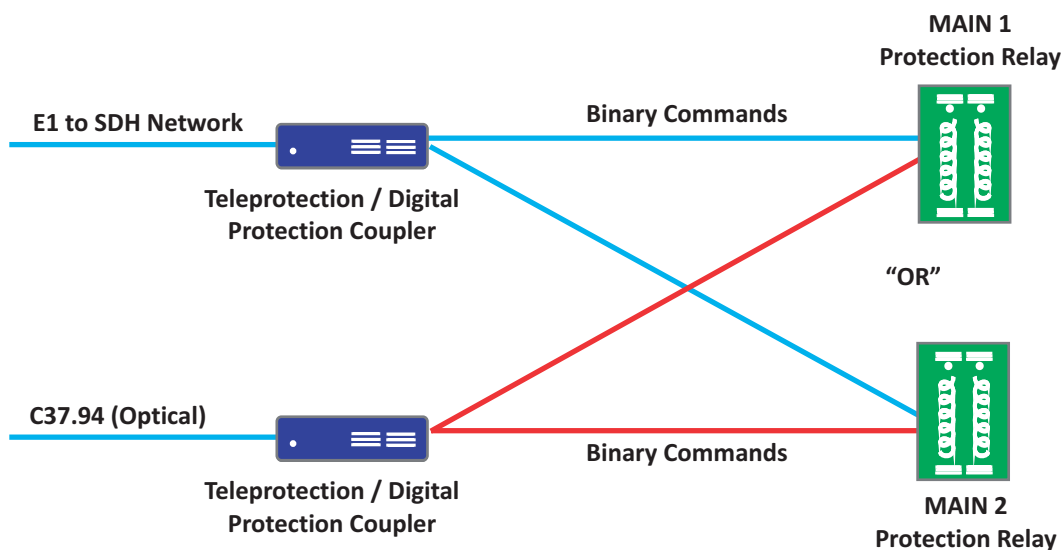 MAIN 1
Protection Relay
E1 to SDH Network
Binary Commands
Teleprotection / Digital
Protection Coupler
“OR”
C37.94 (Optical)
Binary Commands
Teleprotection / Digital
Protection Coupler
MAIN 2
Protection Relay